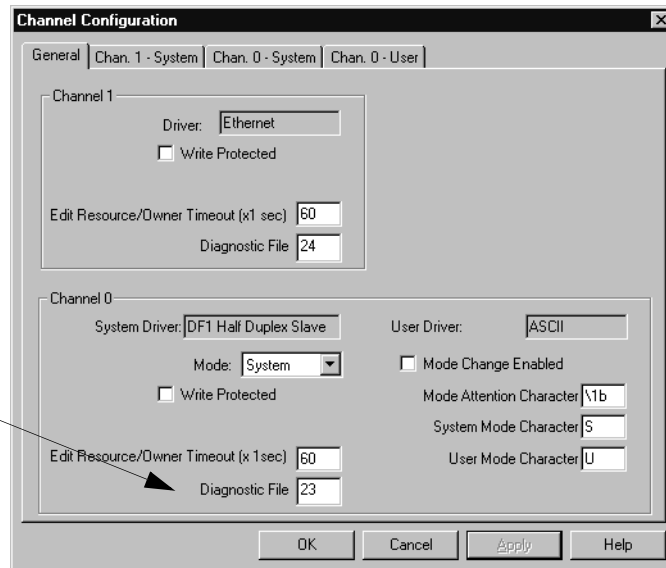 Channel Configuration
General
Chan. 1 - System
Chan. 0 - System
Chan. 0 - User
Channel 1
Driver: Ethernet
Write Protected
Edit Resource/Owner Timeout (x1 sec) 60
Diagnostic File 24
Channel 0
System Driver: DF1 Half Duplex Slave
User Driver: ASCII
Mode: System
Mode Change Enabled
Write Protected
Mode Attention Character \1b
System Mode Character S
Edit Resource/Owner Timeout (x 1sec) 60
User Mode Character U
Diagnostic File 23
OK
Cancel
Apply
Help